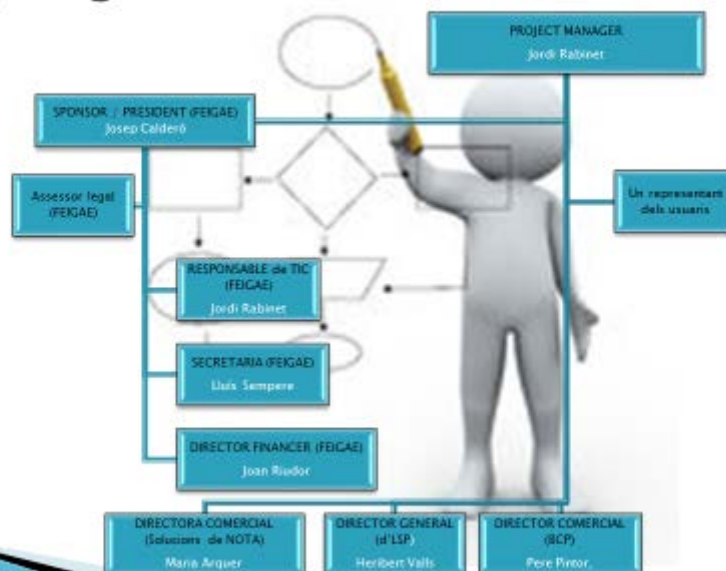 PROJECT MANAGER
Jordi Rabinet
SPONSOR / PRESIDENT (FEIGAE)
Josep Calderó
Assessor legal
(FEIGAE)
Un representant
dels usuaris
RESPONSABLE de TIC
(FEIGAE)
Jordi Rabinet
SECRETARIA (FEIGAE)
Lluís Sempere
DIRECTOR FINANCER (FEIGAE)
Joan Riudor
DIRECTORA COMERCIAL
(Solucions de NOTA)
Maria Arquer
DIRECTOR GENERAL
(d'LSP)
Heribert Valls
DIRECTOR COMERCIAL
(BCP)
Pere Pintor,